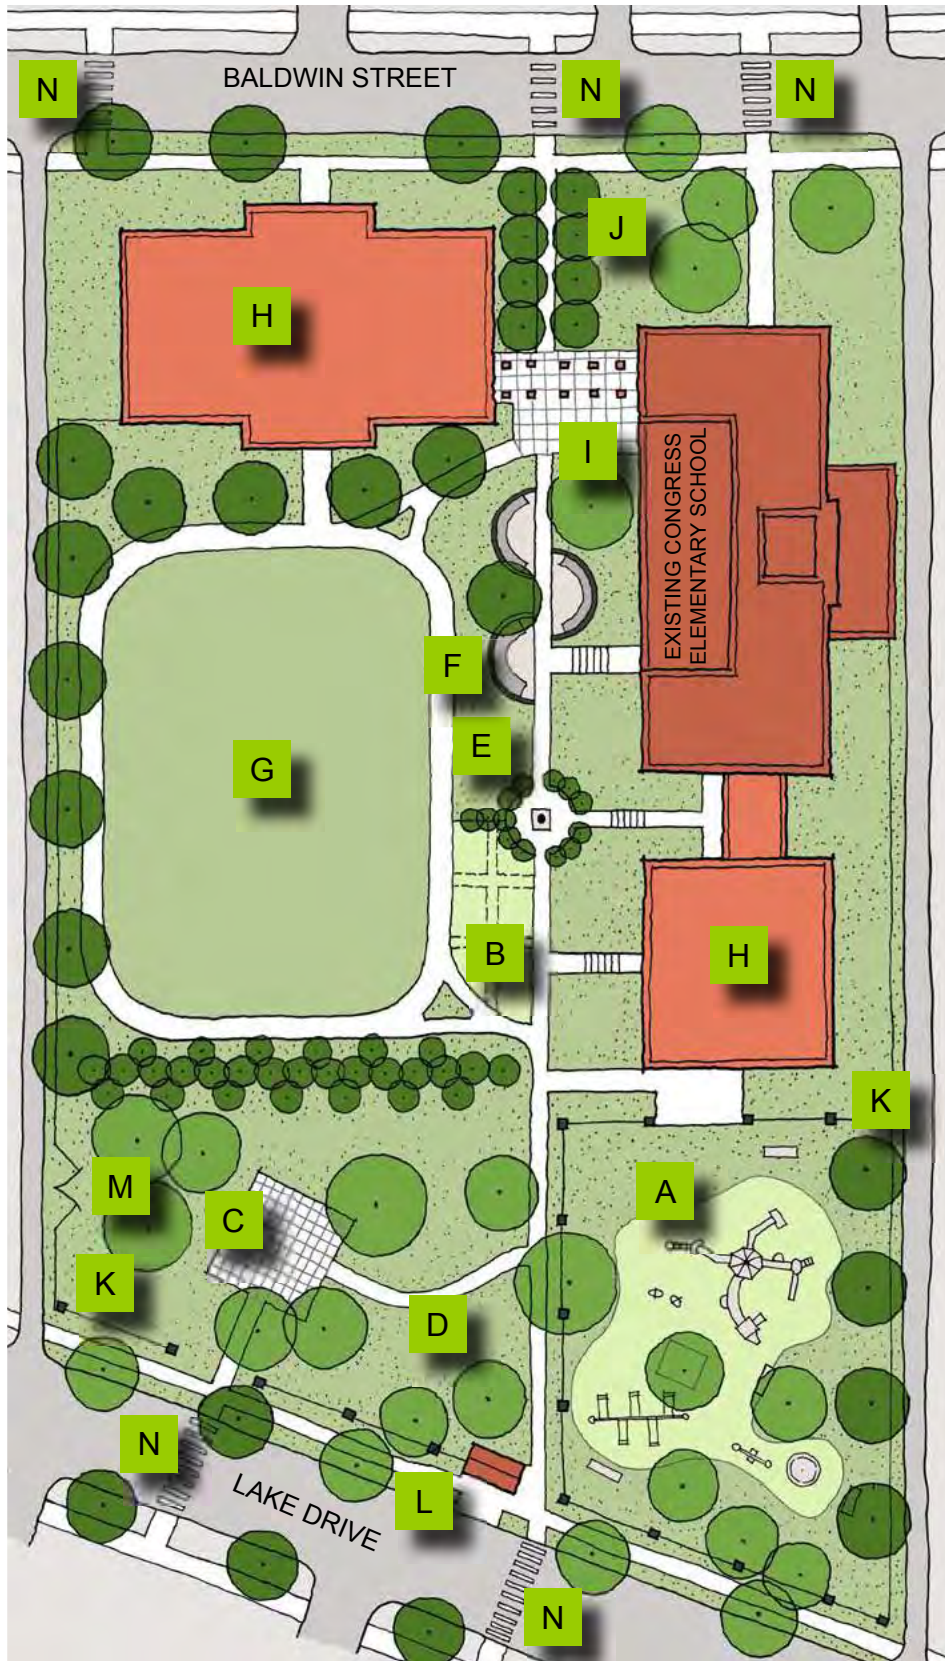 BALDWIN STREET
N
N
N
J
H
I
EXISTING CONGRESS
ELEMENTARY SCHOOL
F
E
G
B
H
K
M
A
C
K
D
N
L
LAKE DRIVE
N